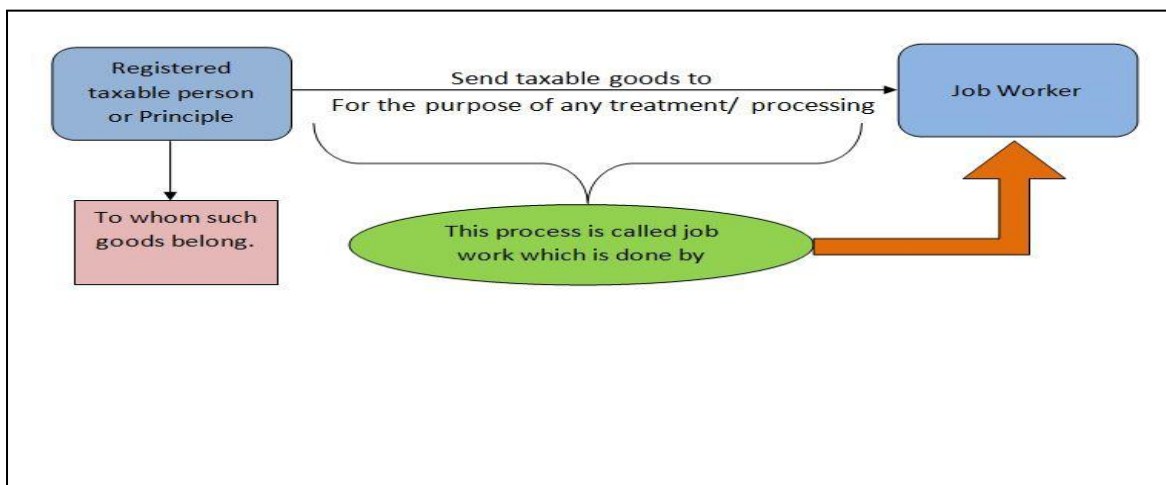 Registered
taxable person
or Principle
Send taxable goods to
For the purpose of any treatment/ processing
Job Worker
To whom such
goods belong.
This process is called job
work which is done by